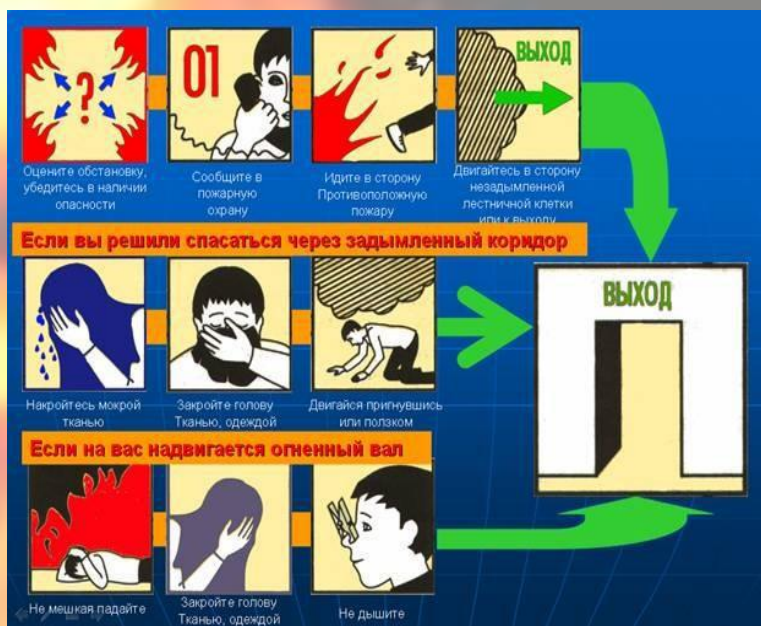 ?
01
ВЫХОД
Оцените обстановку,
убедитесь в наличии
опасности
Сообщите в
пожарную
охрану
Идите в сторону
Противоположную
пожару
Двигайтесь в сторону
незадымленной
лестничной клетки
или к выходу
Если вы решили спасаться через задымленный коридор
ВЫХОД
Накройтесь мокрой
тканью
Закройте голову
Тканью, одеждой
Двигайся пригнувшись
или ползком
Если на вас надвигается огненный вал
Не мешкая падайте
Закройте голову
Тканью, одеждой
Не дышите